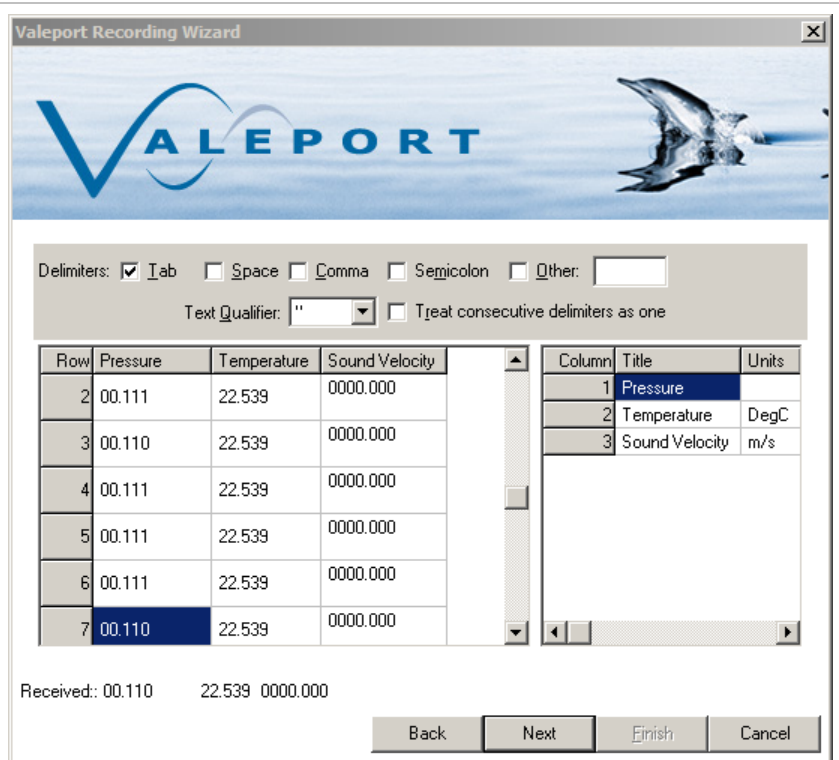 Valeport Recording Wizard
VALEPORT
Delimiters: Tab Space Comma Semicolon Other:
Text Qualifier: " Treat consecutive delimiters as one
Row Pressure Temperature Sound Velocity
2 00.111 22.539 0000.000
3 00.110 22.539 0000.000
4 00.111 22.539 0000.000
5 00.111 22.539 0000.000
6 00.111 22.539 0000.000
7 00.110 22.539 0000.000
Column Title Units
1 Pressure
2 Temperature DegC
3 Sound Velocity m/s
Received:: 00.110 22.539 0000.000
Back Next Finish Cancel